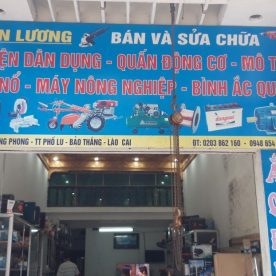 N LƯƠNG BÁN VÀ SỬA CHỮA
ỆN DÂN DỤNG - QUẤN ĐỘNG CƠ - MÔ T
NỔ - MÁY NÔNG NGHIỆP - BÌNH ẮC QU
NG PHONG - TT PHỐ LU - BẢO THẮNG - LÀO CAI ĐT: 0203 862 160 - 0948 654